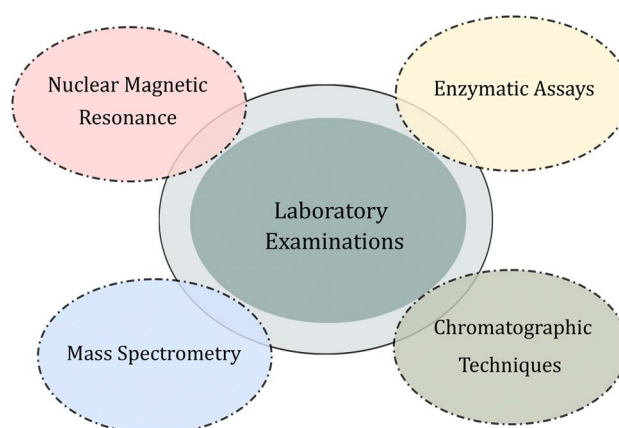 Nuclear Magnetic
Resonance
Enzymatic Assays
Laboratory
Examinations
Mass Spectrometry
Chromatographic
Techniques